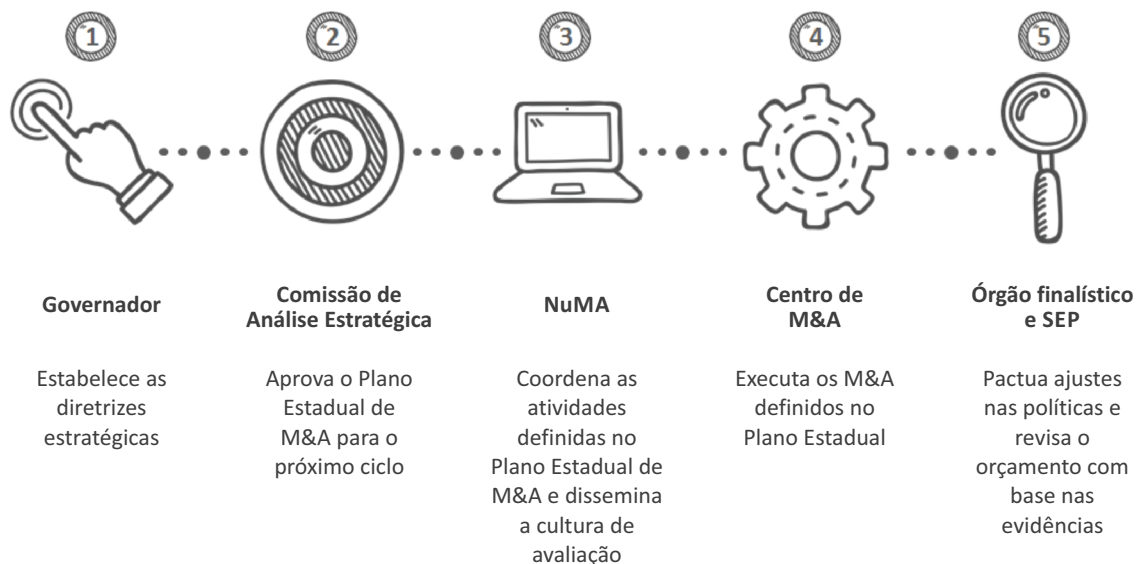 1
2
3
4
5
Governador
Estabelece as
diretrizes
estratégicas
Comissão de
Análise Estratégica
Aprova o Plano
Estadual de
M&A para o
próximo ciclo
NuMA
Coordena as
atividades
definidas no
Plano Estadual de
M&A e dissemina
a cultura de
avaliação
Centro de
M&A
Executa os M&A
definidos no
Plano Estadual
Órgão finalístico
e SEP
Pactua ajustes
nas políticas e
revisa o
orçamento com
base nas
evidências